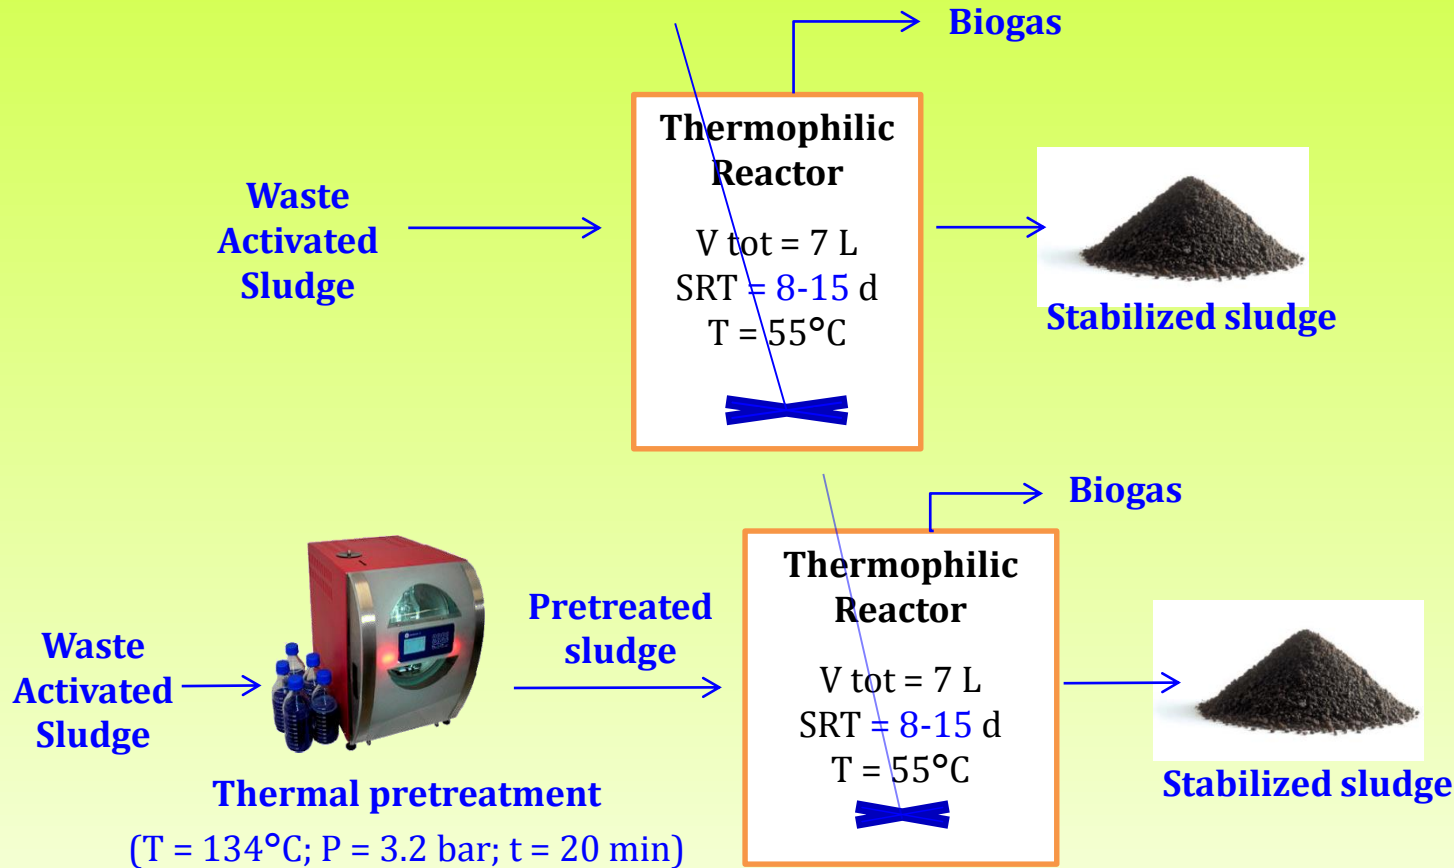 Biogas
Thermophilic
Reactor
V tot = 7 L
SRT = 8-15 d
T = 55°C
Waste
Activated
Sludge
Stabilized sludge
Biogas
Thermophilic
Reactor
V tot = 7 L
SRT = 8-15 d
T = 55°C
Waste
Activated
Sludge
Pretreated
sludge
Stabilized sludge
Thermal pretreatment
(T = 134°C; P = 3.2 bar; t = 20 min)